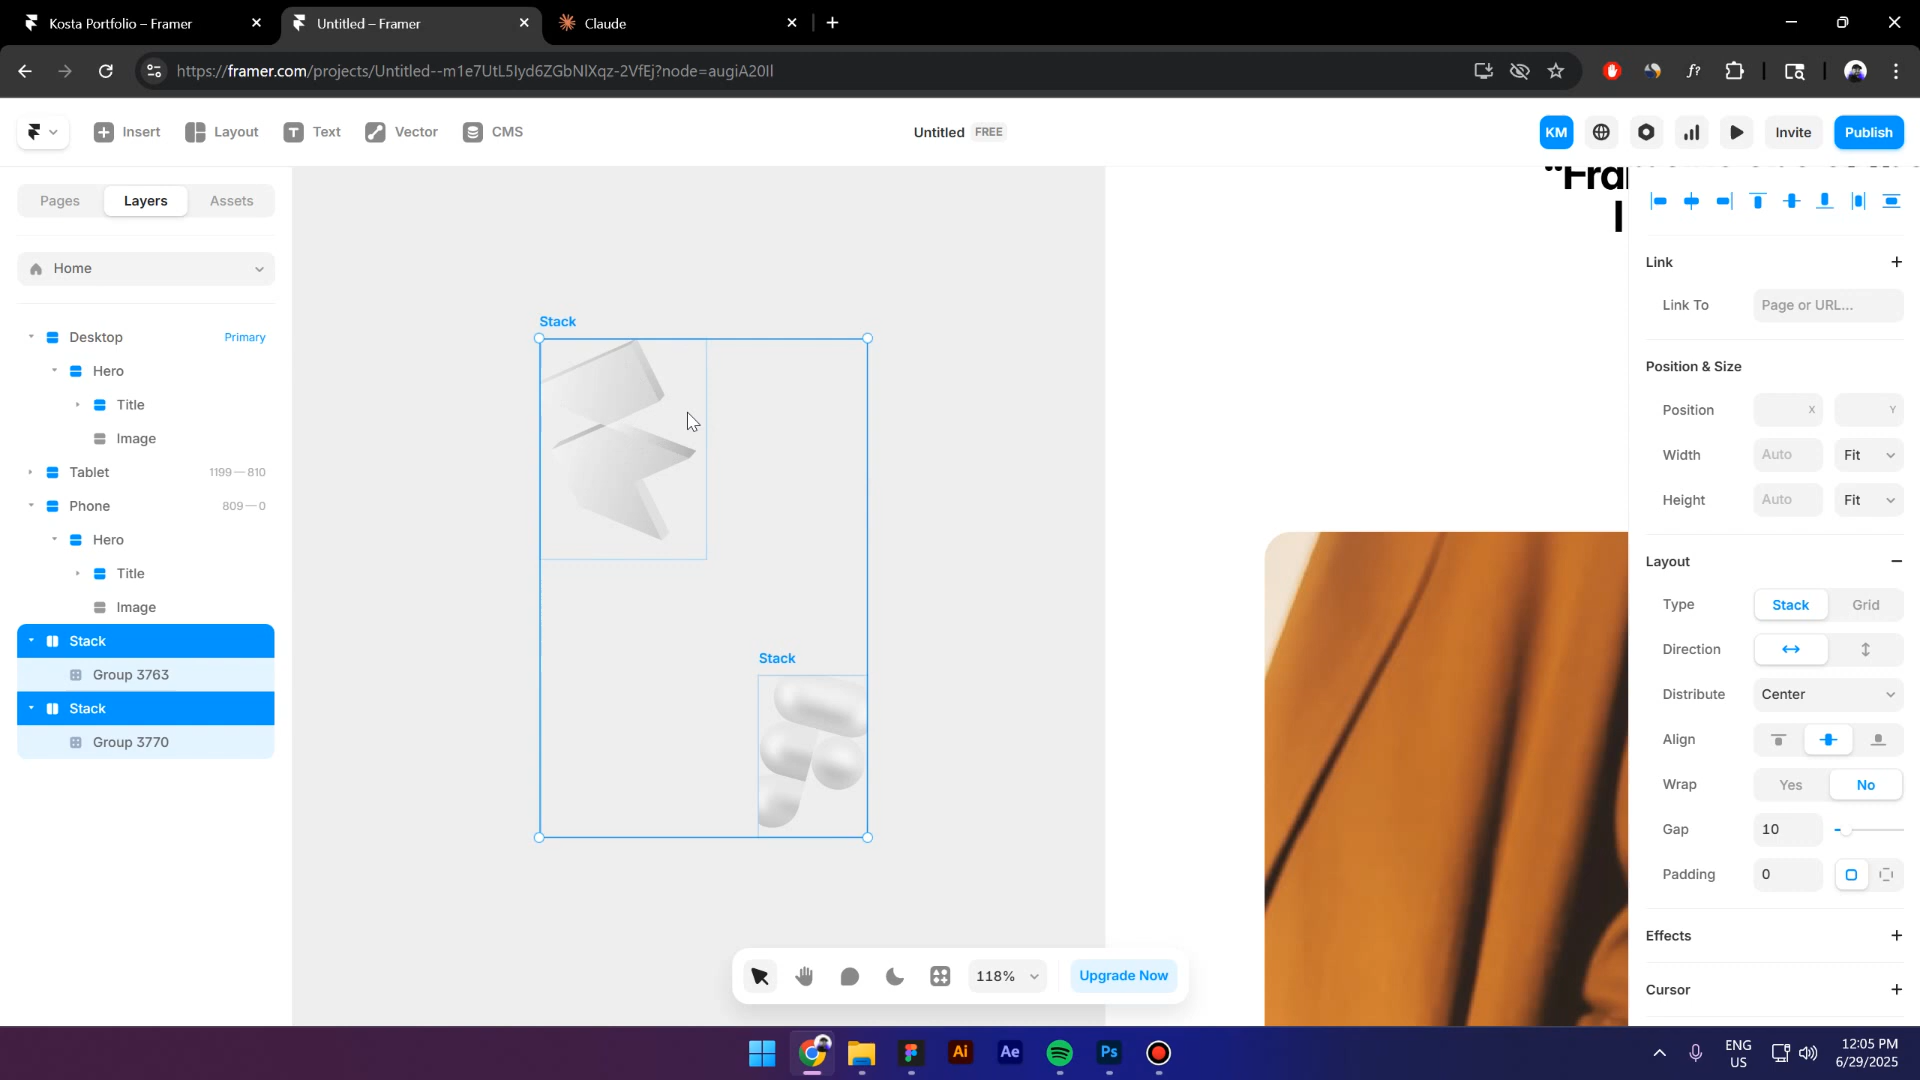 Kosta Portfolio – Framer
Untitled – Framer
Claude
https://framer.com/projects/Untitled--m1e7UtL5Iyd6ZGbNIXqz-2VfEj?node=augiA20Il
Insert
Layout
Text
Vector
CMS
Untitled FREE
KM
Invite
Publish
Pages
Layers
Assets
Home
Desktop
Primary
Hero
Title
Image
Tablet
1199 — 810
Phone
809 — 0
Hero
Title
Image
Stack
Group 3763
Stack
Group 3770
Stack
Stack
118%
Upgrade Now
Link
Link To
Page or URL...
Position & Size
Position
X
Y
Width
Auto
Fit
Height
Auto
Fit
Layout
Type
Stack
Grid
Direction
Distribute
Center
Align
Wrap
Yes
No
Gap
10
Padding
0
Effects
Cursor
Ai
Ae
Ps
ENG
US
12:05 PM
6/29/2025